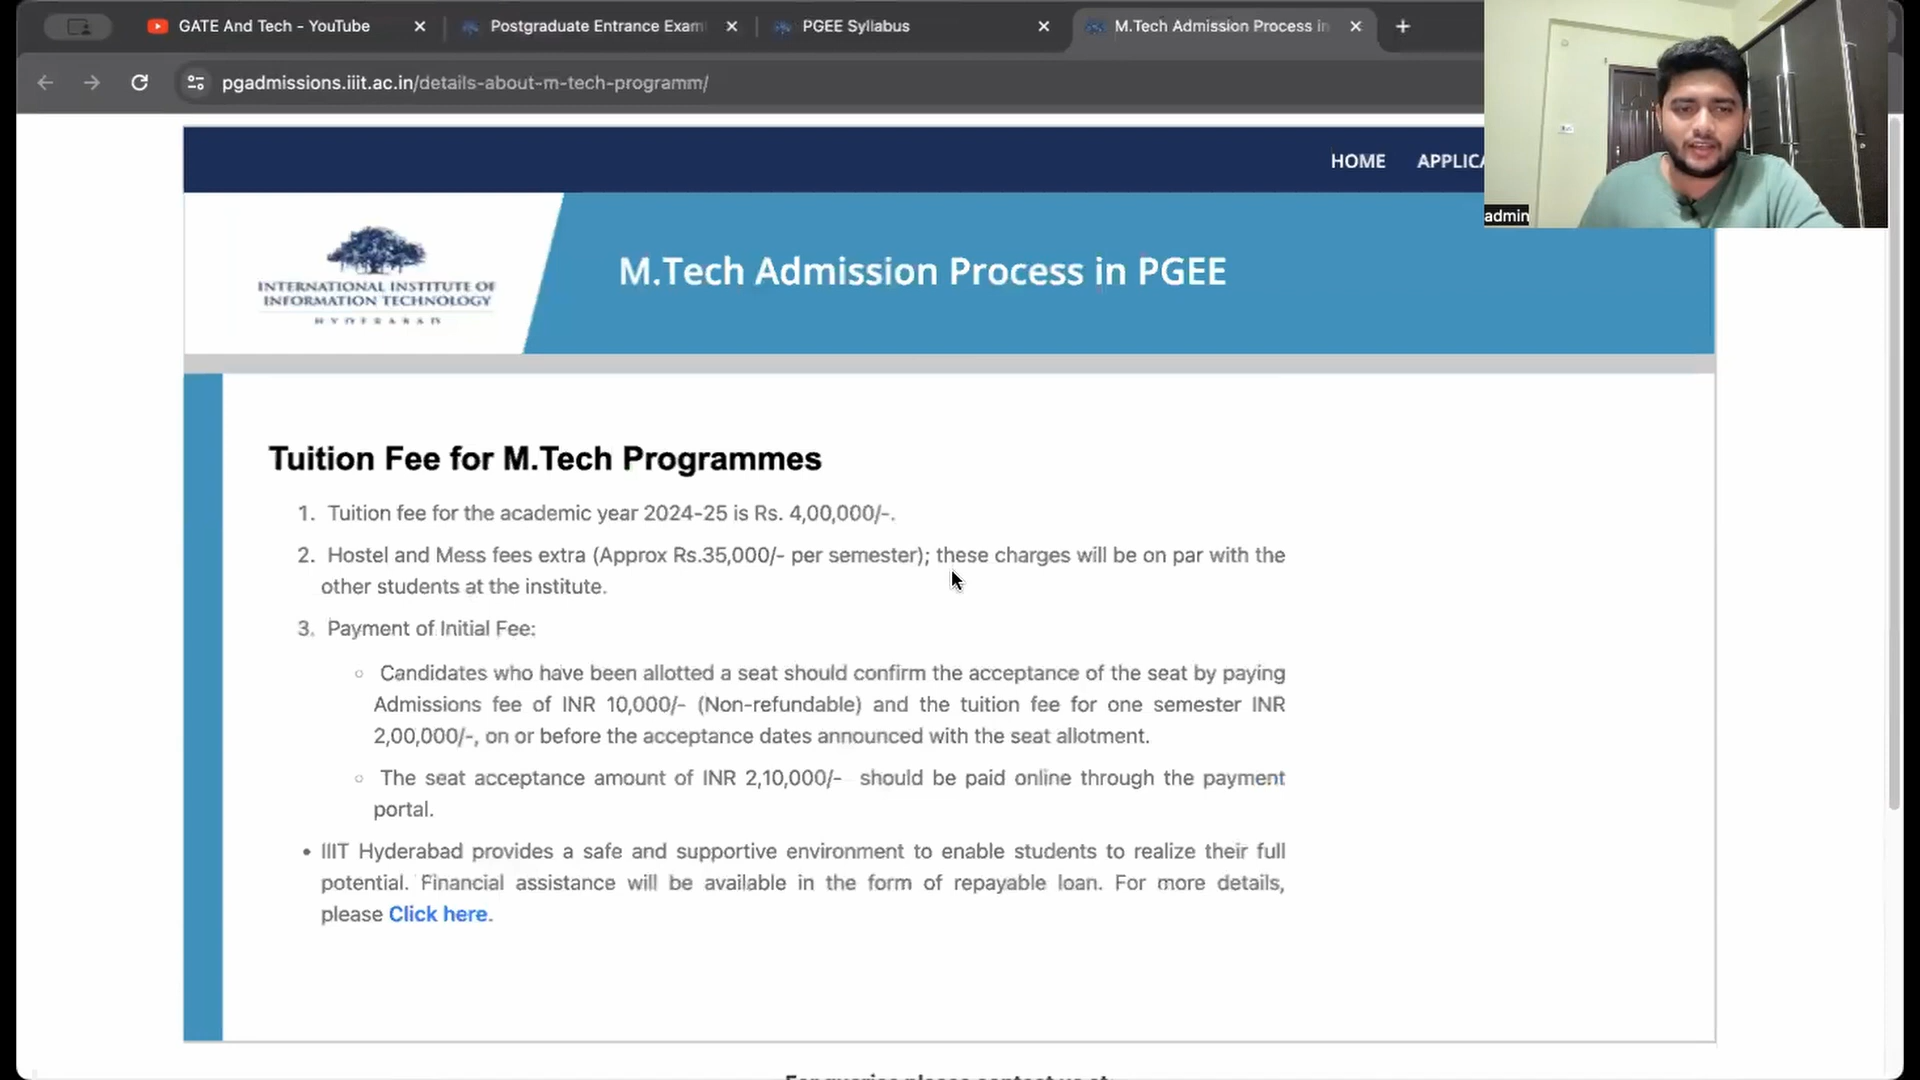 GATE And Tech - YouTube
Postgraduate Entrance Exam
PGEE Syllabus
M.Tech Admission Process in
pgadmissions.iiit.ac.in/details-about-m-tech-programm/
admin
HOME APPLICA
INTERNATIONAL INSTITUTE OF
INFORMATION TECHNOLOGY
HYDERABAD
M.Tech Admission Process in PGEE
Tuition Fee for M.Tech Programmes
1. Tuition fee for the academic year 2024-25 is Rs. 4,00,000/-.
2. Hostel and Mess fees extra (Approx Rs.35,000/- per semester); these charges will be on par with the
other students at the institute.
3. Payment of Initial Fee:
Candidates who have been allotted a seat should confirm the acceptance of the seat by paying
Admissions fee of INR 10,000/- (Non-refundable) and the tuition fee for one semester INR
2,00,000/-, on or before the acceptance dates announced with the seat allotment.
The seat acceptance amount of INR 2,10,000/- should be paid online through the payment
portal.
• IIIT Hyderabad provides a safe and supportive environment to enable students to realize their full
potential. Financial assistance will be available in the form of repayable loan. For more details,
please Click here.
For queries please contact us at: